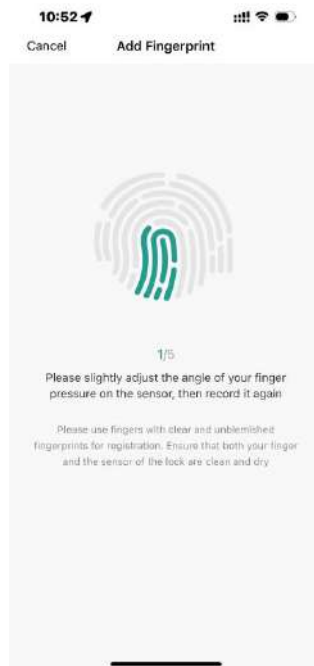 10:52
Cancel Add Fingerprint
1/5
Please slightly adjust the angle of your finger
pressure on the sensor, then record it again
Please use fingers with clear and unblemished
fingerprints for registration. Ensure that both your finger
and the sensor of the lock are clean and dry